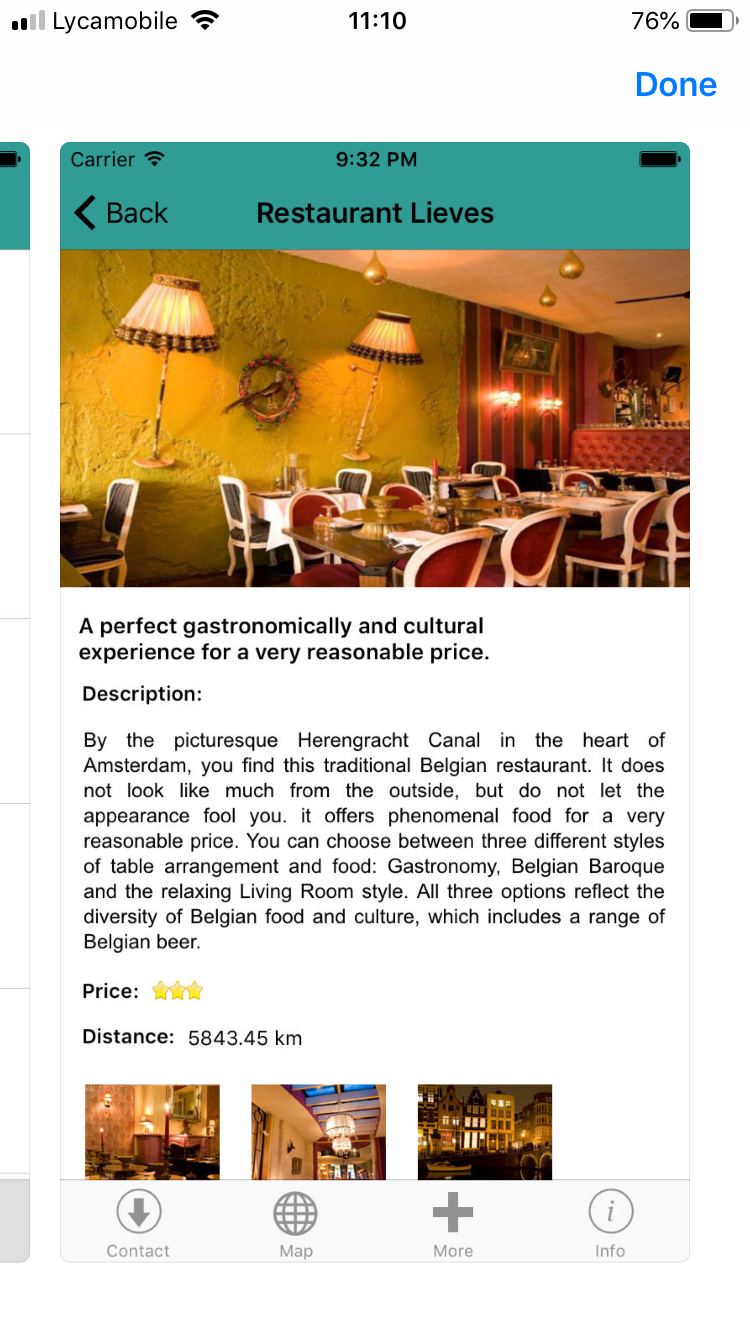 Lycamobile 11:10 76%
Done
Carrier 9:32 PM
Back Restaurant Lieves
A perfect gastronomically and cultural
experience for a very reasonable price.
Description:
By the picturesque Herengracht Canal in the heart of
Amsterdam, you find this traditional Belgian restaurant. It does
not look like much from the outside, but do not let the
appearance fool you. it offers phenomenal food for a very
reasonable price. You can choose between three different styles
of table arrangement and food: Gastronomy, Belgian Baroque
and the relaxing Living Room style. All three options reflect the
diversity of Belgian food and culture, which includes a range of
Belgian beer.
Price:
Distance: 5843.45 km
Contact Map More Info